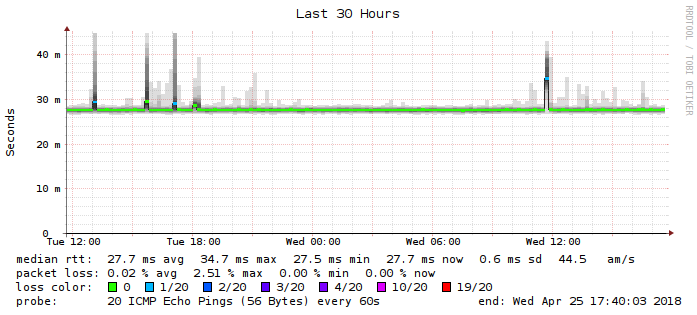 Last 30 Hours
RRDTOOL / TOBI OETIKER
Seconds
40 m
30 m
20 m
10 m
0
Tue 12:00 Tue 18:00 Wed 00:00 Wed 06:00 Wed 12:00
median rtt: 27.7 ms avg 34.7 ms max 27.5 ms min 27.7 ms now 0.6 ms sd 44.5 am/s
packet loss: 0.02 % avg 2.51 % max 0.00 % min 0.00 % now
loss color: 0 1/20 2/20 3/20 4/20 10/20 19/20
probe: 20 ICMP Echo Pings (56 Bytes) every 60s end: Wed Apr 25 17:40:03 2018